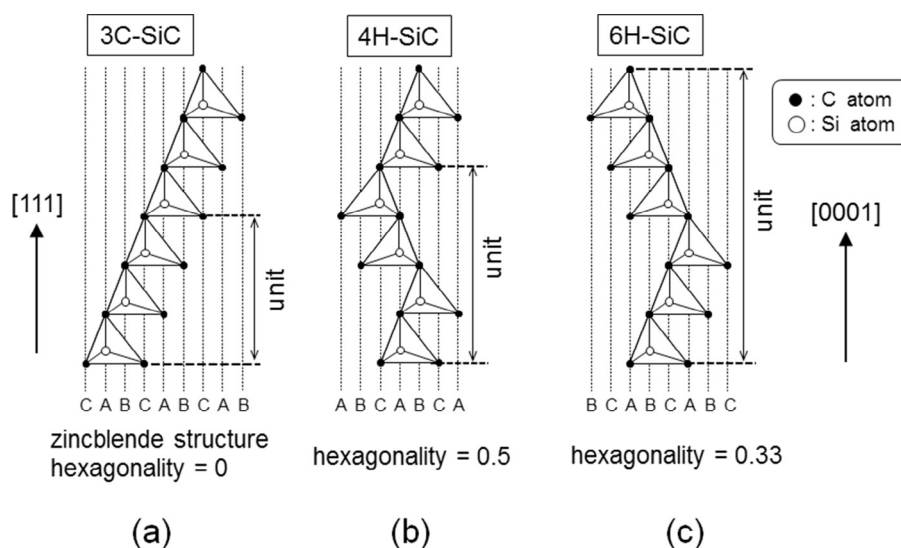 3C-SiC
4H-SiC
6H-SiC
: C atom
: Si atom
[111]
unit
unit
unit
[0001]
C A B C A B C A B
A B C A B C A
B C A B C A B C
zincblende structure
hexagonality = 0
hexagonality = 0.5
hexagonality = 0.33
(a)
(b)
(c)